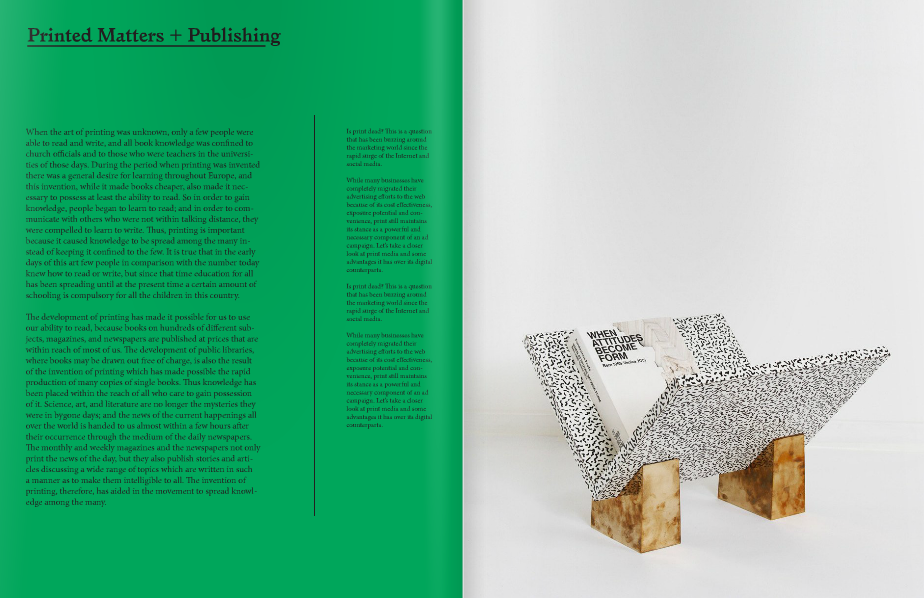 Printed Matters + Publishing
When the art of printing was unknown, only a few people were
able to read and write, and all book knowledge was confined to
church officials and to those who were teachers in the universi-
ties of those days. During the period when printing was invented
there was a general desire for learning throughout Europe, and
this invention, while it made books cheaper, also made it nec-
essary to possess at least the ability to read. So in order to gain
knowledge, people began to learn to read; and in order to com-
municate with others who were not within talking distance, they
were compelled to learn to write. Thus, printing is important
because it caused knowledge to be spread among the many in-
stead of keeping it confined to the few. It is true that in the early
days of this art few people in comparison with the number today
knew how to read or write, but since that time education for all
has been spreading until at the present time a certain amount of
schooling is compulsory for all the children in this country.
The development of printing has made it possible for us to use
our ability to read, because books on hundreds of different sub-
jects, magazines, and newspapers are published at prices that are
within reach of most of us. The development of public libraries,
where books may be drawn out free of charge, is also the result
of the invention of printing which has made possible the rapid
production of many copies of single books. Thus knowledge has
been placed within the reach of all who care to gain possession
of it. Science, art, and literature are no longer the mysteries they
were in bygone days; and the news of the current happenings all
over the world is handed to us almost within a few hours after
their occurrence through the medium of the daily newspapers.
The monthly and weekly magazines and the newspapers not only
print the news of the day, but they also publish stories and arti-
cles discussing a wide range of topics which are written in such
a manner as to make them intelligible to all. The invention of
printing, therefore, has aided in the movement to spread knowl-
edge among the many.
Is print dead? This is a question
that has been burning around
the marketing world since the
rapid surge of the Internet and
social media.
While many businesses have
completely migrated their
advertising efforts to the web
because of its cost effectiveness,
exposure potential and con-
venience, print still maintains
its stance as a powerful and
necessary component of an ad
campaign. Let's take a closer
look at print media and some
advantages it has over its digital
counterparts.
Is print dead? This is a question
that has been burning around
the marketing world since the
rapid surge of the Internet and
social media.
While many businesses have
completely migrated their
advertising efforts to the web
because of its cost effectiveness,
exposure potential and con-
venience, print still maintains
its stance as a powerful and
necessary component of an ad
campaign. Let's take a closer
look at print media and some
advantages it has over its digital
counterparts.
WHEN
ATTITUDES
BECOME
FORM